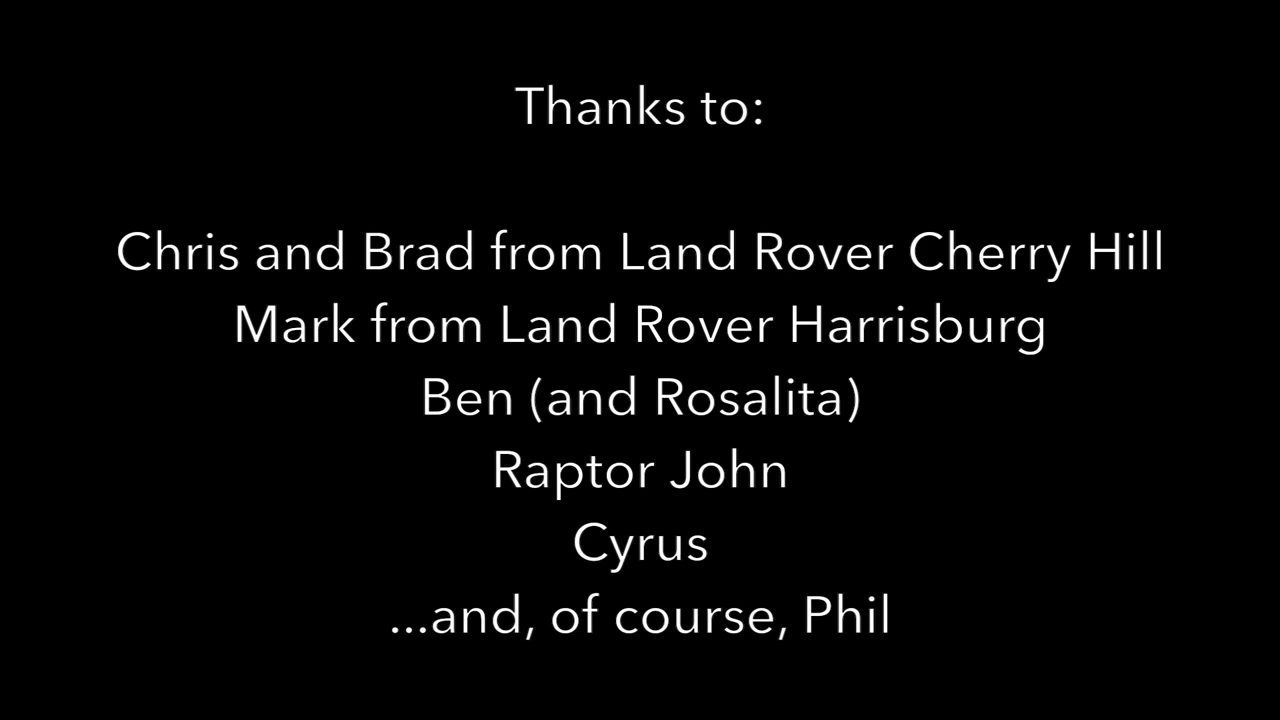 Thanks to:
Chris and Brad from Land Rover Cherry Hill
Mark from Land Rover Harrisburg
Ben (and Rosalita)
Raptor John
Cyrus
...and, of course, Phil